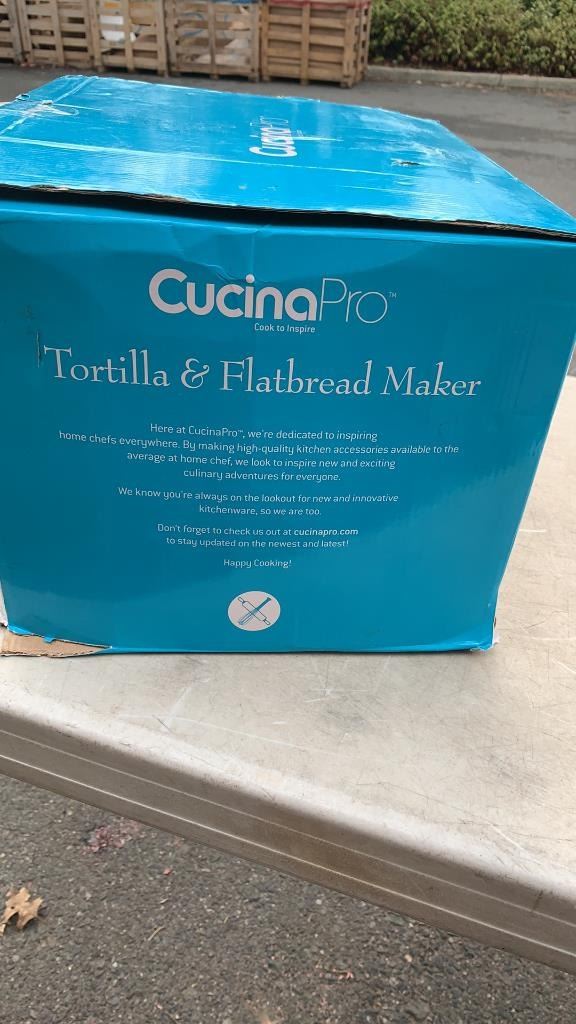 CucinaPro
CucinaPro™
Cook to Inspire
Tortilla & Flatbread Maker
Here at CucinaPro™, we're dedicated to inspiring
home chefs everywhere. By making high-quality kitchen accessories available to the
average at home chef, we look to inspire new and exciting
culinary adventures for everyone.
We know you're always on the lookout for new and innovative
kitchenware, so we are too.
Don't forget to check us out at cucinapro.com
to stay updated on the newest and latest!
Happy Cooking!